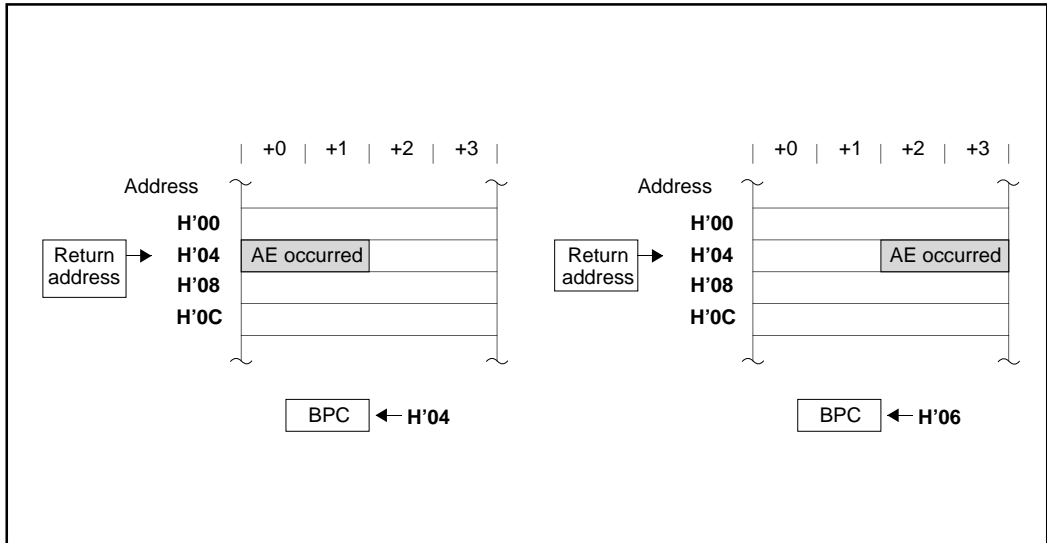 +0 | +1 | +2 | +3
Address
H'00
H'04
H'08
H'0C
Return
address
AE occurred
BPC
H'04
+0 | +1 | +2 | +3
H'00
H'04
H'08
H'0C
Return
address
AE occurred
BPC
H'06